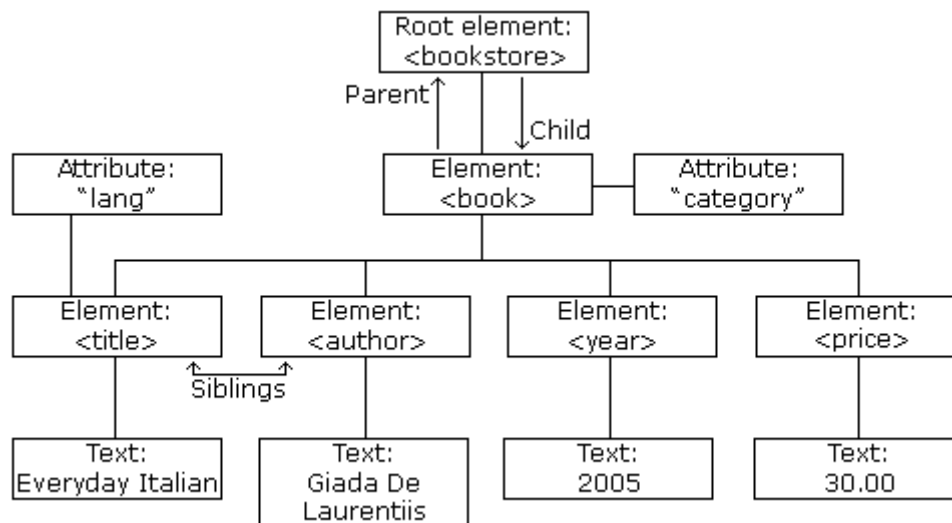 Root element:
<bookstore>
Parent
Child
Attribute:
“lang”
Element:
<book>
Attribute:
“category”
Element:
<title>
Element:
<author>
Element:
<year>
Element:
<price>
Siblings
Text:
Everyday Italian
Text:
Giada De
Laurentiis
Text:
2005
Text:
30.00